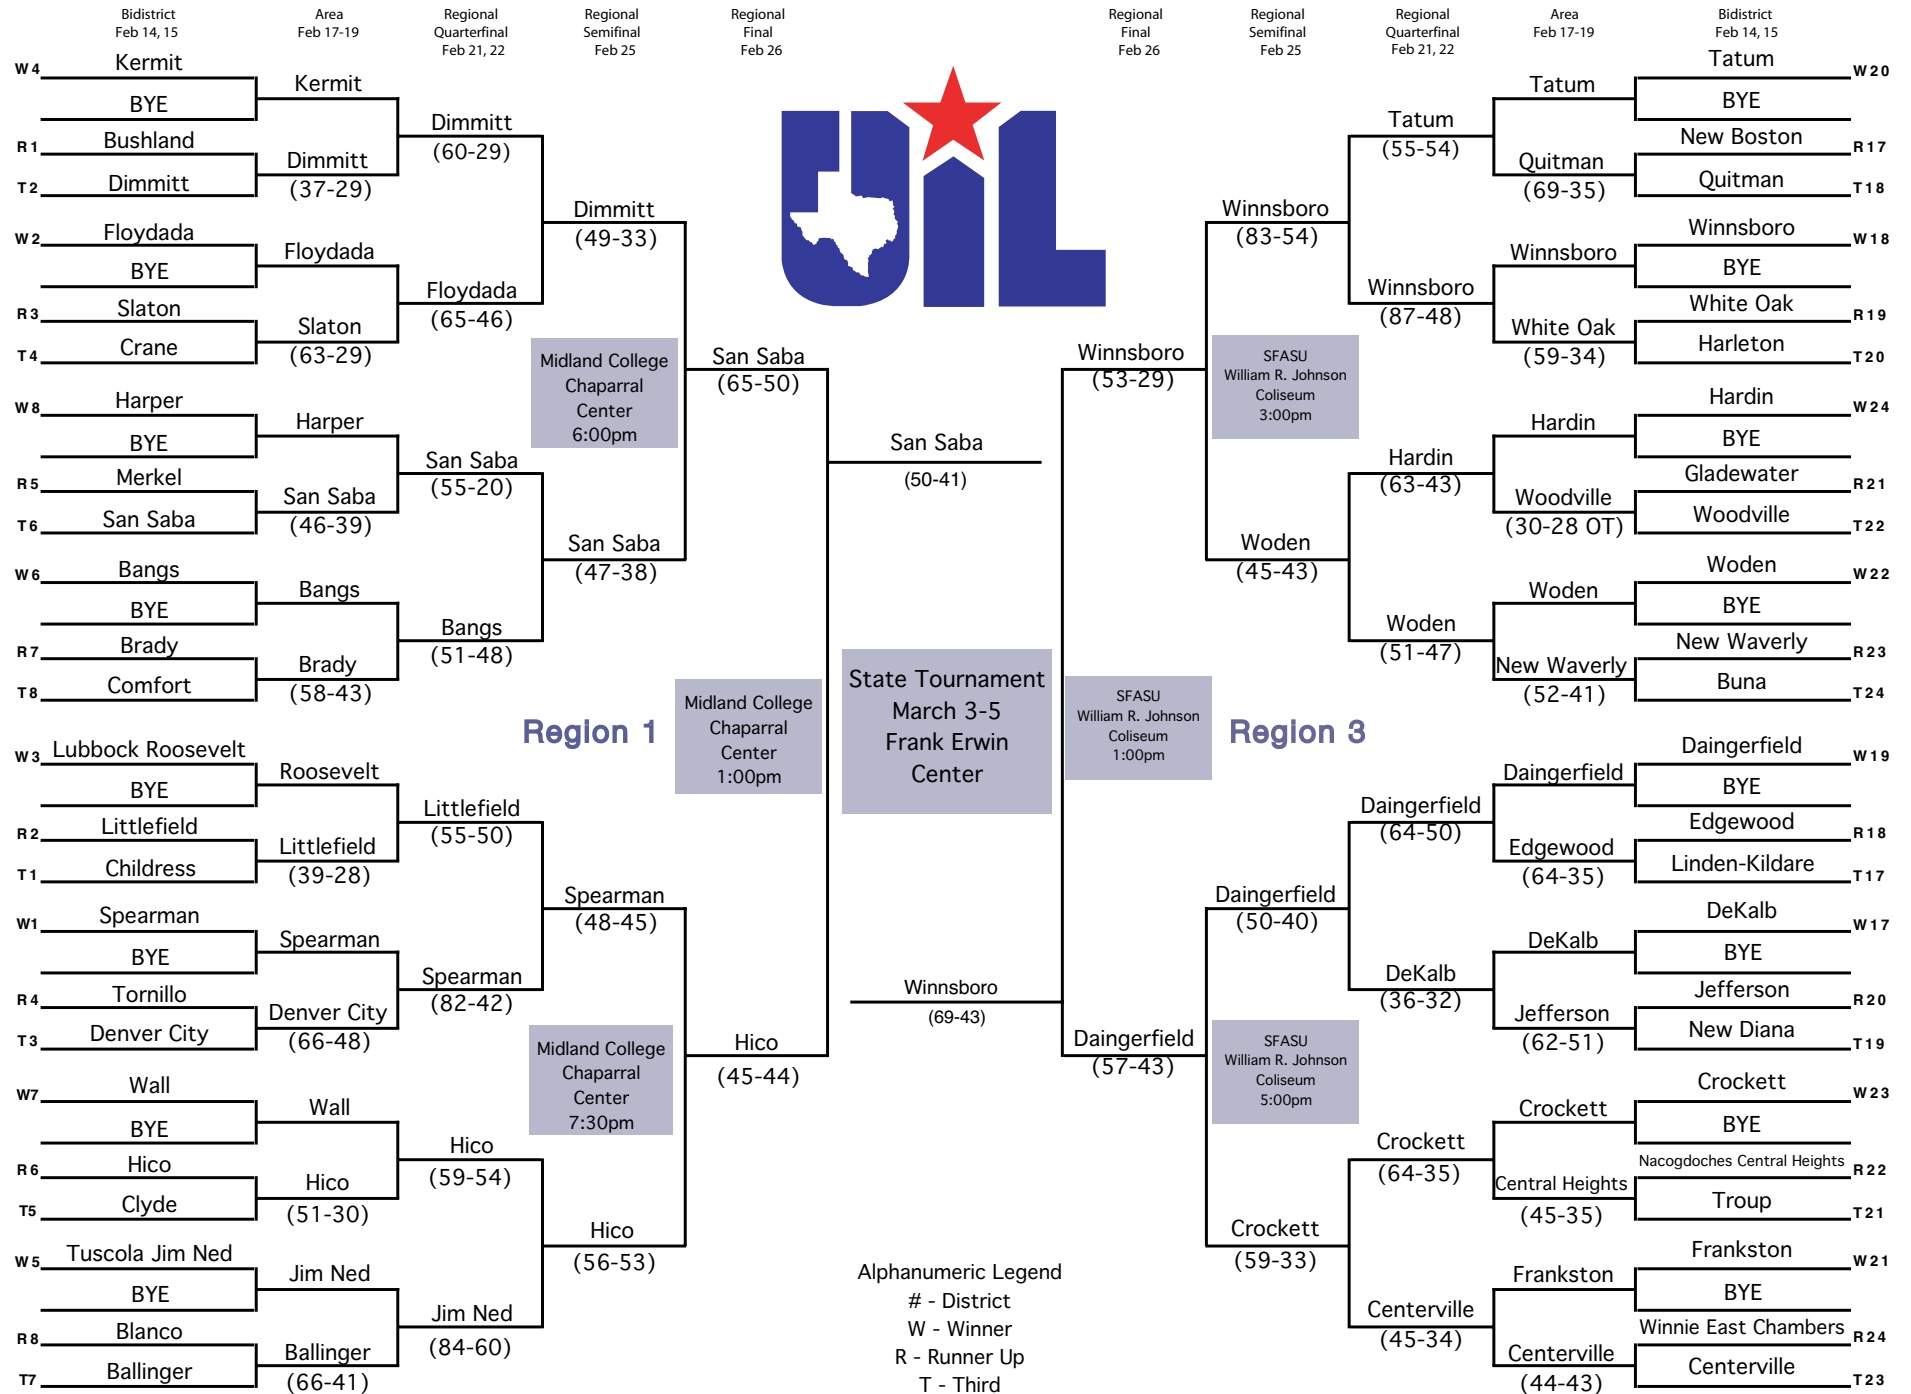 Bidistrict
Feb 14, 15
Area
Feb 17-19
Regional
Quarterfinal
Feb 21, 22
Regional
Semifinal
Feb 25
Regional
Final
Feb 26
Regional
Final
Feb 26
Regional
Semifinal
Feb 25
Regional
Quarterfinal
Feb 21, 22
Area
Feb 17-19
Bidistrict
Feb 14, 15
W4 Kermit
BYE
R1 Bushland
T2 Dimmitt
W2 Floydada
BYE
R3 Slaton
T4 Crane
W8 Harper
BYE
R5 Merkel
T6 San Saba
W6 Bangs
BYE
R7 Brady
T8 Comfort
W3 Lubbock Roosevelt
BYE
R2 Littlefield
T1 Childress
W1 Spearman
BYE
R4 Tornillo
T3 Denver City
W7 Wall
BYE
R6 Hico
T5 Clyde
W5 Tuscola Jim Ned
BYE
R8 Blanco
T7 Ballinger
Kermit
Dimmitt
(37-29)
Floydada
Slaton
(63-29)
Harper
San Saba
(46-39)
Bangs
Brady
(58-43)
Roosevelt
Littlefield
(39-28)
Spearman
Denver City
(66-48)
Wall
Hico
(51-30)
Jim Ned
Ballinger
(66-41)
Dimmitt
(60-29)
Floydada
(65-46)
San Saba
(55-20)
Bangs
(51-48)
Littlefield
(55-50)
Spearman
(82-42)
Hico
(59-54)
Jim Ned
(84-60)
Dimmitt
(49-33)
Midland College
Chaparral
Center
6:00pm
San Saba
(47-38)
Region 1
Spearman
(48-45)
Midland College
Chaparral
Center
7:30pm
Hico
(56-53)
San Saba
(65-50)
Midland College
Chaparral
Center
1:00pm
Hico
(45-44)
UIL
San Saba
(50-41)
State Tournament
March 3-5
Frank Erwin
Center
Winnsboro
(69-43)
Alphanumeric Legend
# - District
W - Winner
R - Runner Up
T - Third
Winnsboro
(53-29)
SFASU
William R. Johnson
Coliseum
1:00pm
Daingerfield
(57-43)
Winnsboro
(83-54)
SFASU
William R. Johnson
Coliseum
3:00pm
Woden
(45-43)
Region 3
Daingerfield
(50-40)
SFASU
William R. Johnson
Coliseum
5:00pm
Crockett
(59-33)
Tatum
(55-54)
Winnsboro
(87-48)
Hardin
(63-43)
Woden
(51-47)
Daingerfield
(64-50)
DeKalb
(36-32)
Crockett
(64-35)
Centerville
(45-34)
Tatum
Quitman
(69-35)
Winnsboro
White Oak
(59-34)
Hardin
Woodville
(30-28 OT)
Woden
New Waverly
(52-41)
Daingerfield
Edgewood
(64-35)
DeKalb
Jefferson
(62-51)
Crockett
Central Heights
(45-35)
Frankston
Centerville
(44-43)
Tatum W20
BYE
New Boston R17
Quitman T18
Winnsboro W18
BYE
White Oak R19
Harleton T20
Hardin W24
BYE
Gladewater R21
Woodville T22
Woden W22
BYE
New Waverly R23
Buna T24
Daingerfield W19
BYE
Edgewood R18
Linden-Kildare T17
DeKalb W17
BYE
Jefferson R20
New Diana T19
Crockett W23
BYE
Nacogdoches Central Heights R22
Troup T21
Frankston W21
BYE
Winnie East Chambers R24
Centerville T23